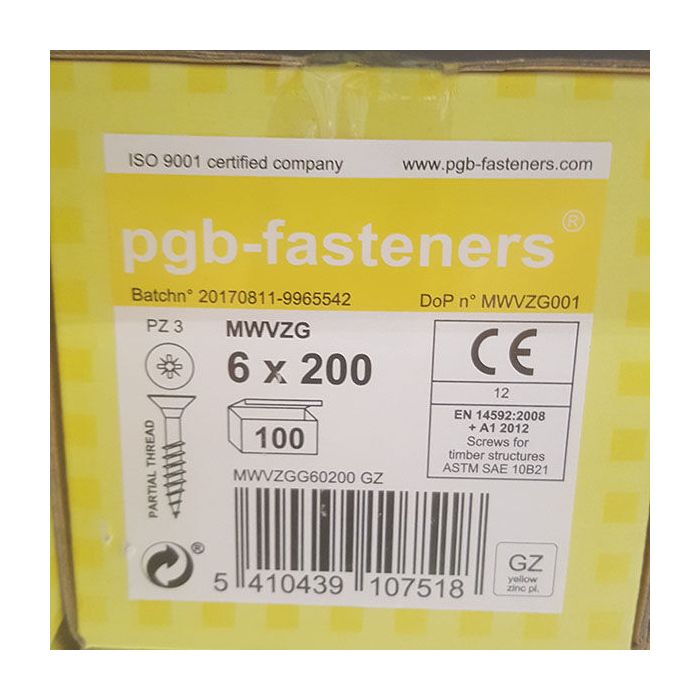 ISO 9001 certified company
www.pgb-fasteners.com
pgb-fasteners®
Batchn° 20170811-9965542
DoP n° MWVZG001
PZ 3
MWVZG
6 x 200
100
PARTIAL THREAD
CE
12
EN 14592:2008
+ A1 2012
Screws for
timber structures
ASTM SAE 10B21
MWVZGG60200 GZ
®
5 410439 107518
GZ
yellow
zinc pl.